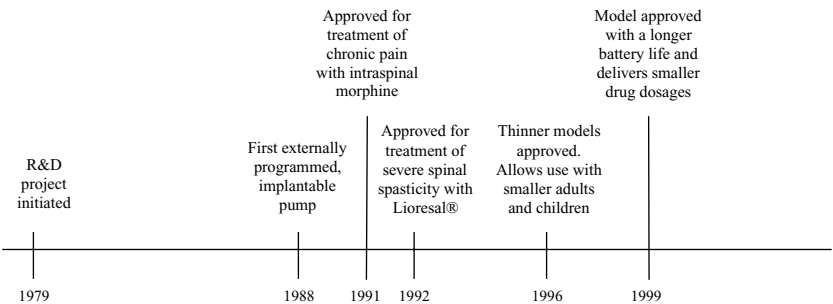 R&D
project
initiated
First externally
programmed,
implantable
pump
Approved for
treatment of
chronic pain
with intraspinal
morphine
Approved for
treatment of
severe spinal
spasticity with
Lioresal®
Thinner models
approved.
Allows use with
smaller adults
and children
Model approved
with a longer
battery life and
delivers smaller
drug dosages
1979
1988
1991
1992
1996
1999